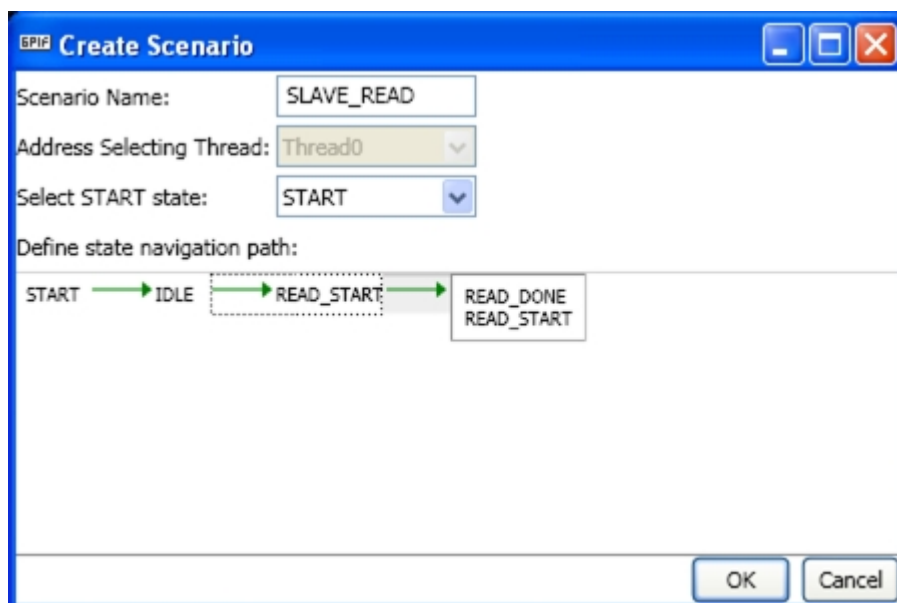 GPIF Create Scenario
Scenario Name: SLAVE_READ
Address Selecting Thread: Thread0
Select START state: START
Define state navigation path:
START IDLE READ_START READ_DONE
READ_START
OK Cancel